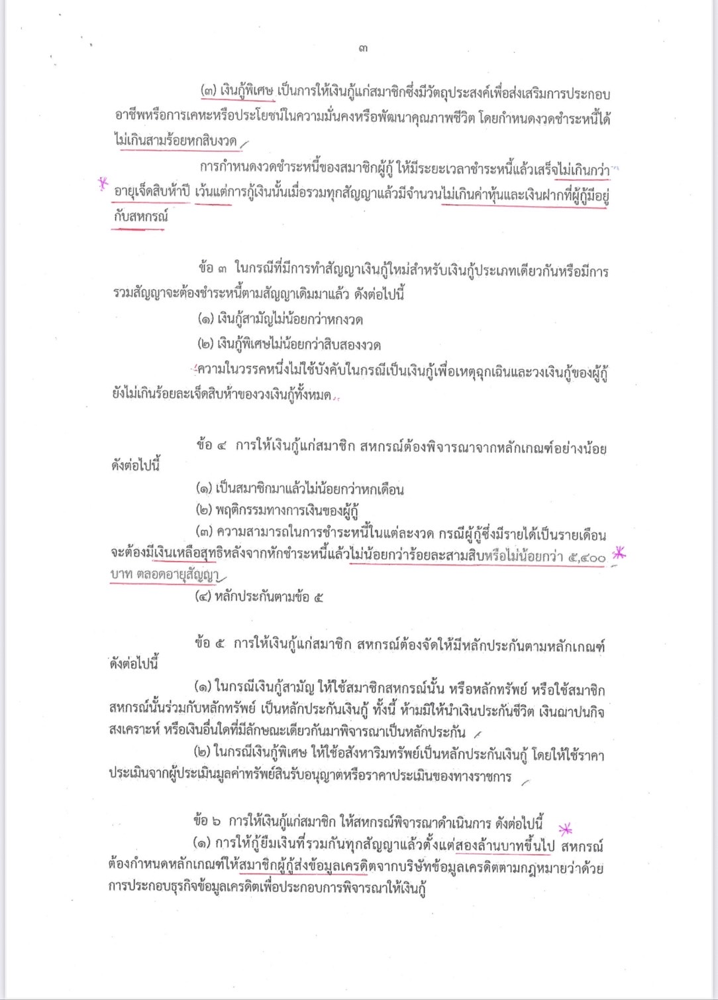 ๓
(๓) เงินกู้พิเศษ เป็นการให้เงินกู้แก่สมาชิกซึ่งมีวัตถุประสงค์เพื่อส่งเสริมการประกอบ
อาชีพหรือการเคหะหรือประโยชน์ในความมั่นคงหรือพัฒนาคุณภาพชีวิต โดยกำหนดงวดชำระหนี้ได้
ไม่เกินสามร้อยหกสิบงวด
การกำหนดงวดชำระหนี้ของสมาชิกผู้กู้ ให้มีระยะเวลาชำระหนี้แล้วเสร็จไม่เกินกว่า
อายุเจ็ดสิบห้าปี เว้นแต่การกู้เงินนั้นเมื่อรวมทุกสัญญาแล้วมีจำนวนไม่เกินค่าหุ้นและเงินฝากที่ผู้กู้มีอยู่
กับสหกรณ์
ข้อ ๓ ในกรณีที่มีการทำสัญญาเงินกู้ใหม่สำหรับเงินกู้ประเภทเดียวกันหรือมีการ
รวมสัญญาจะต้องชำระหนี้ตามสัญญาเดิมมาแล้ว ดังต่อไปนี้
(๑) เงินกู้สามัญไม่น้อยกว่าหกงวด
(๒) เงินกู้พิเศษไม่น้อยกว่าสิบสองงวด
ความในวรรคหนึ่งไม่ใช้บังคับในกรณีเป็นเงินกู้เพื่อเหตุฉุกเฉินและวงเงินกู้ของผู้กู้
ยังไม่เกินร้อยละเจ็ดสิบห้าของวงเงินกู้ทั้งหมด
ข้อ ๔ การให้เงินกู้แก่สมาชิก สหกรณ์ต้องพิจารณาจากหลักเกณฑ์อย่างน้อย
ดังต่อไปนี้
(๑) เป็นสมาชิกมาแล้วไม่น้อยกว่าหกเดือน
(๒) พฤติกรรมทางการเงินของผู้กู้
(๓) ความสามารถในการชำระหนี้ในแต่ละงวด กรณีผู้กู้ซึ่งมีรายได้เป็นรายเดือน
จะต้องมีเงินเหลือสุทธิหลังจากหักชำระหนี้แล้วไม่น้อยกว่าร้อยละสามสิบหรือไม่น้อยกว่า ๕,๔๐๐
บาท ตลอดอายุสัญญา
(๔) หลักประกันตามข้อ ๕
ข้อ ๕ การให้เงินกู้แก่สมาชิก สหกรณ์ต้องจัดให้มีหลักประกันตามหลักเกณฑ์
ดังต่อไปนี้
(๑) ในกรณีเงินกู้สามัญ ให้ใช้สมาชิกสหกรณ์นั้น หรือหลักทรัพย์ หรือใช้สมาชิก
สหกรณ์นั้นร่วมกับหลักทรัพย์ เป็นหลักประกันเงินกู้ ทั้งนี้ ห้ามมิให้นำเงินประกันชีวิต เงินฌาปนกิจ
สงเคราะห์ หรือเงินอื่นใดที่มีลักษณะเดียวกันมาพิจารณาเป็นหลักประกัน
(๒) ในกรณีเงินกู้พิเศษ ให้ใช้อสังหาริมทรัพย์เป็นหลักประกันเงินกู้ โดยให้ใช้ราคา
ประเมินจากผู้ประเมินมูลค่าทรัพย์สินรับอนุญาตหรือราคาประเมินของทางราชการ
ข้อ ๖ การให้เงินกู้แก่สมาชิก ให้สหกรณ์พิจารณาดำเนินการ ดังต่อไปนี้
(๑) การให้กู้ยืมเงินที่รวมกันทุกสัญญาแล้วตั้งแต่สองล้านบาทขึ้นไป สหกรณ์
ต้องกำหนดหลักเกณฑ์ให้สมาชิกผู้กู้ส่งข้อมูลเครดิตจากบริษัทข้อมูลเครดิตตามกฎหมายว่าด้วย
การประกอบธุรกิจข้อมูลเครดิตเพื่อประกอบการพิจารณาให้เงินกู้